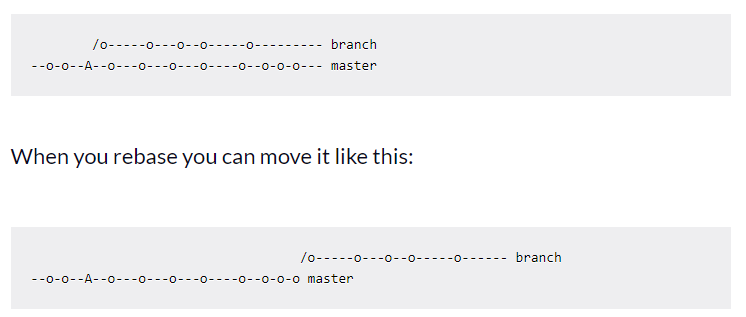 /o-----o---o--o-----o--------- branch
--o-o--A--o---o---o---o----o--o-o-o--- master
When you rebase you can move it like this:
                                   /o-----o---o--o-----o------ branch
--o-o--A--o---o---o---o----o--o-o-o master